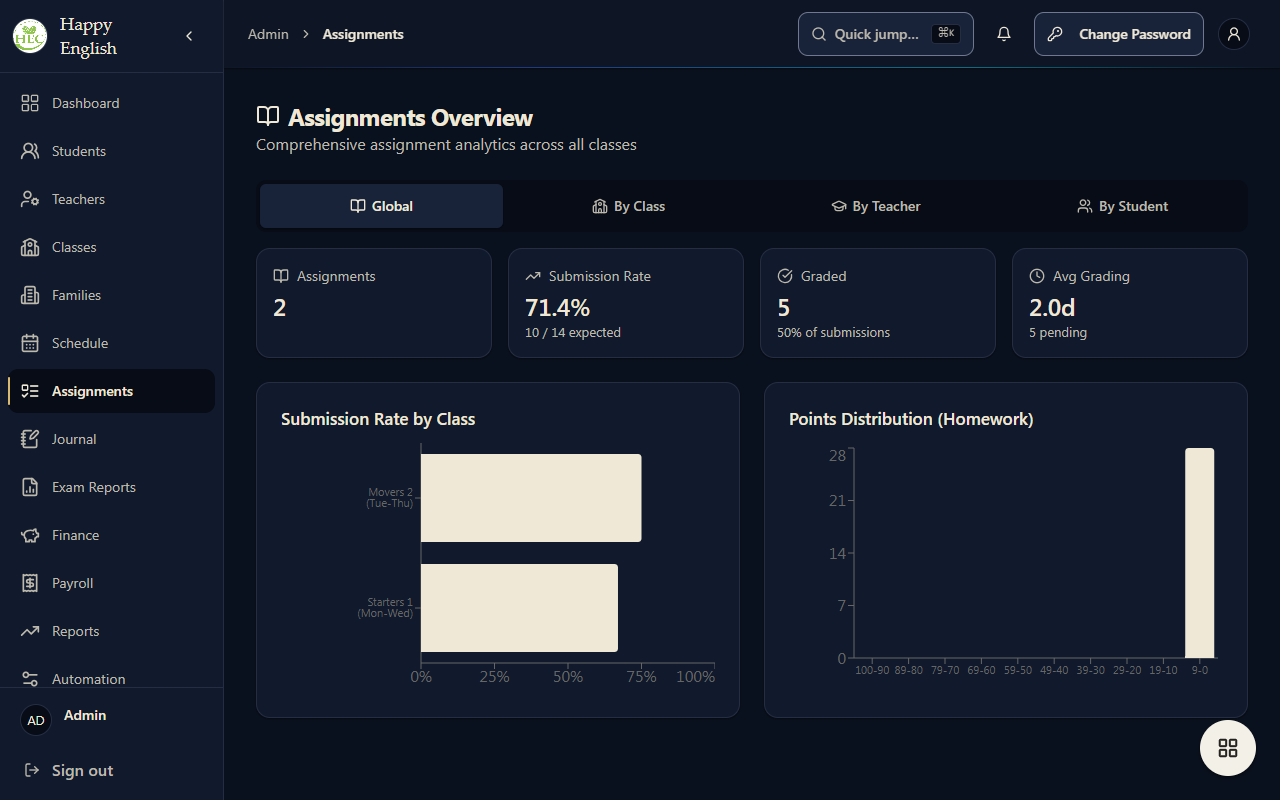 HEC
Happy
English
Dashboard
Students
Teachers
Classes
Families
Schedule
Assignments
Journal
Exam Reports
Finance
Payroll
Reports
Automation
AD
Admin
Sign out
Admin
Assignments
Quick jump...
⌘K
Change Password
Assignments Overview
Comprehensive assignment analytics across all classes
Global
By Class
By Teacher
By Student
Assignments
2
Submission Rate
71.4%
10 / 14 expected
Graded
5
50% of submissions
Avg Grading
2.0d
5 pending
Submission Rate by Class
Movers 2
(Tue-Thu)
Starters 1
(Mon-Wed)
0% 25% 50% 75% 100%
Points Distribution (Homework)
28
21
14
7
0
100-90 89-80 79-70 69-60 59-50 49-40 39-30 29-20 19-10 9-0